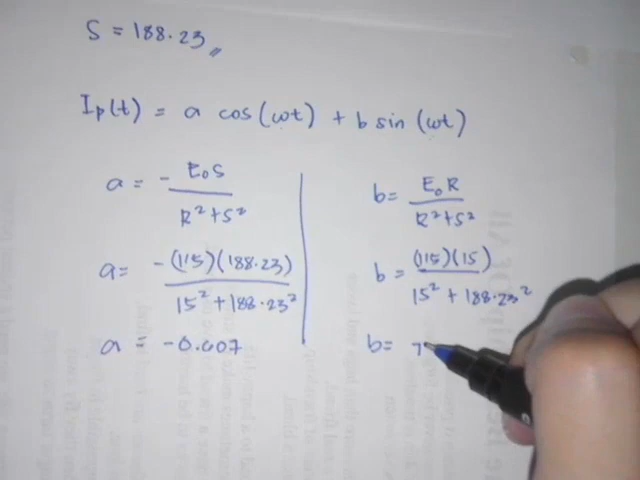 S = 188.23
Ip(t) = a cos(ωt) + b sin(ωt)
a = - E₀S / R²+S²
a = -(115)(188.23) / 15² + 188.23²
a = -0.607
b = E₀R / R²+S²
b = (115)(15) / 15² + 188.23²
b =